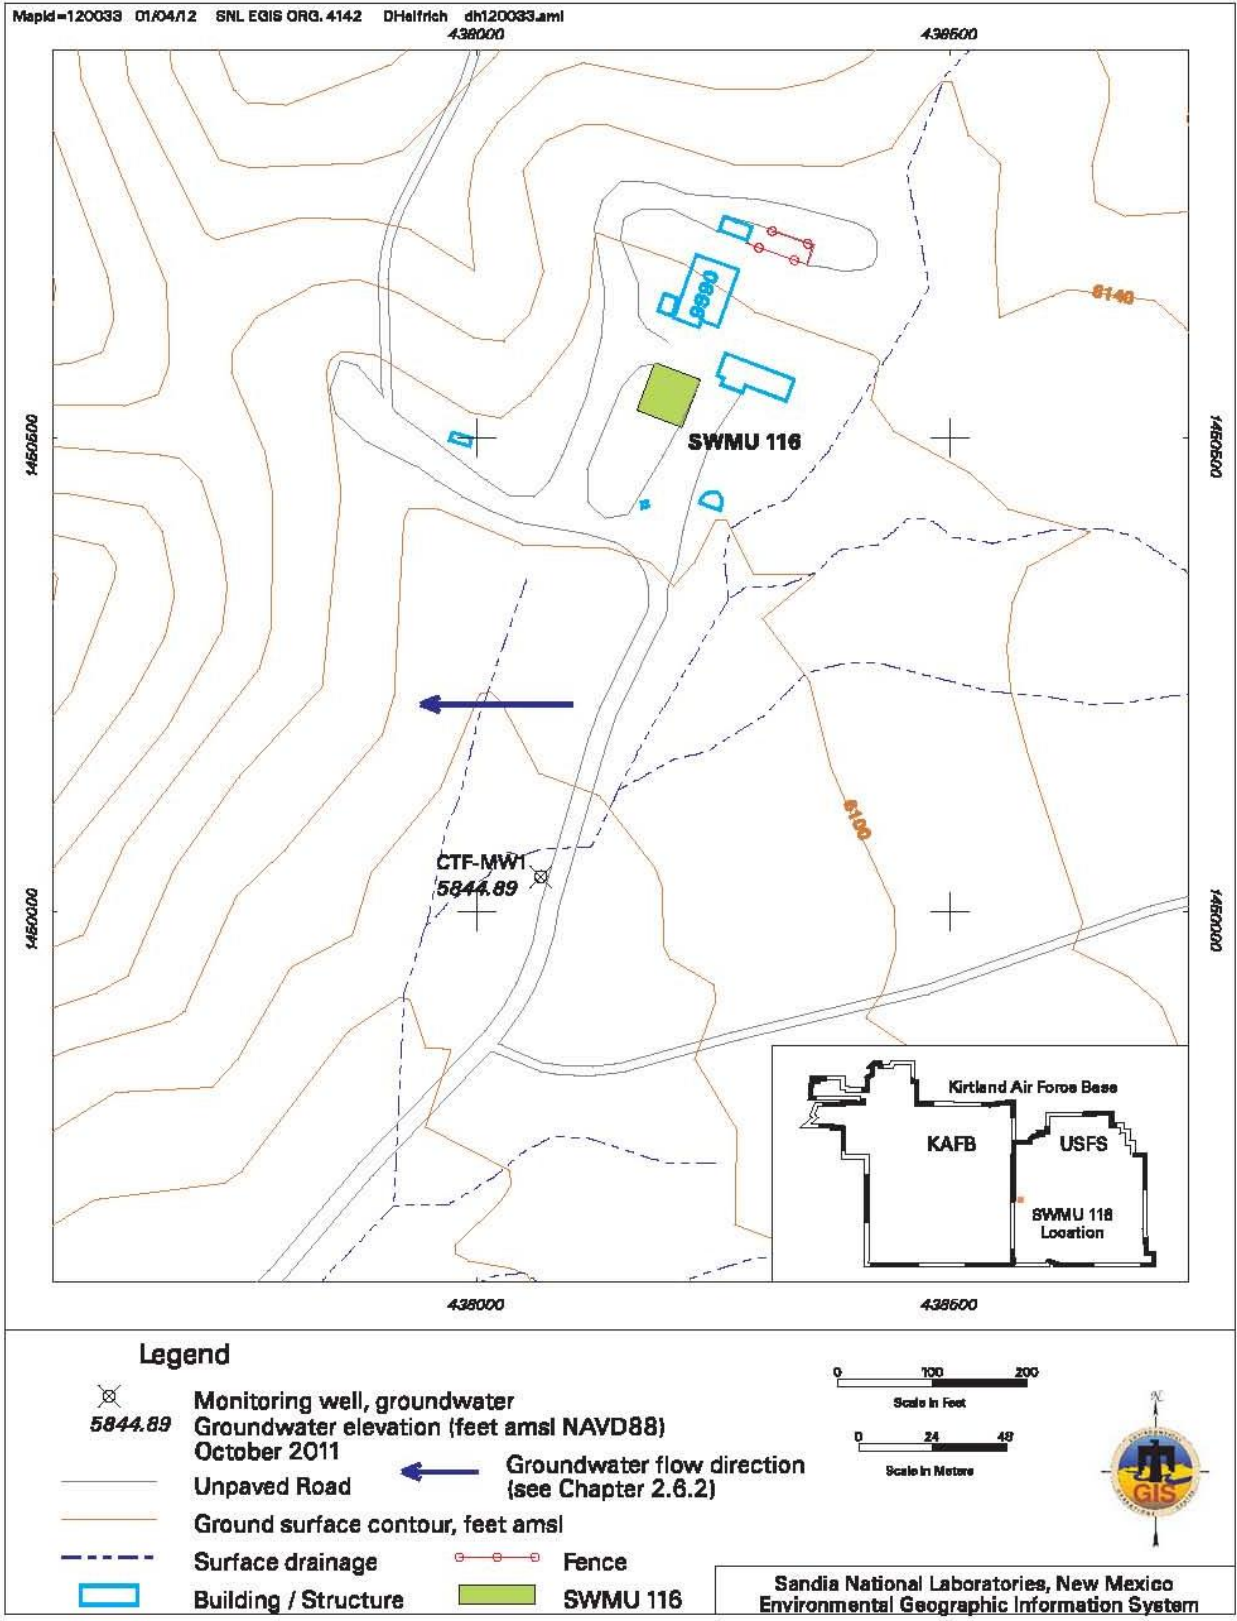 MapId=120033 01/04/12 SNL EGIS ORG. 4142 DHelfrich dh120033.aml
438000 438500
9990
6140
1450500 1450500
SWMU 116
6100
CTF-MW1
5844.89
1450000 1450000
Kirtland Air Force Base
KAFB USFS
SWMU 116
Location
438000 438500
Legend
Monitoring well, groundwater
5844.89 Groundwater elevation (feet amsl NAVD88)
October 2011
Unpaved Road
Groundwater flow direction
(see Chapter 2.6.2)
Ground surface contour, feet amsl
Surface drainage Fence
Building / Structure SWMU 116
0 100 200
Scale in Feet
0 24 48
Scale in Meters
N
GIS
Sandia National Laboratories, New Mexico
Environmental Geographic Information System